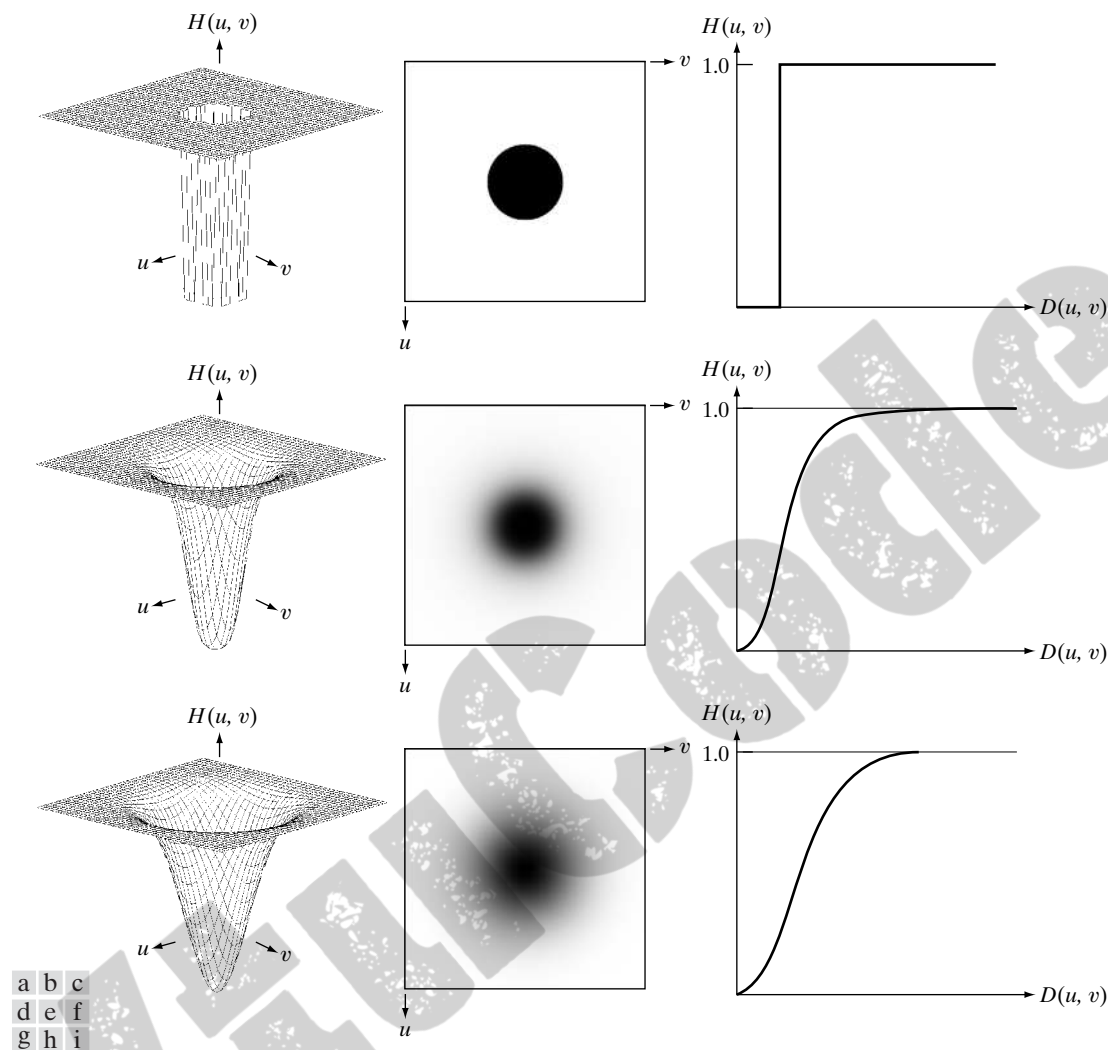 H(u, v)
u
v
v
u
H(u, v)
1.0
D(u, v)
H(u, v)
u
v
v
u
H(u, v)
1.0
D(u, v)
H(u, v)
u
v
v
u
H(u, v)
1.0
D(u, v)
a b c
d e f
g h i